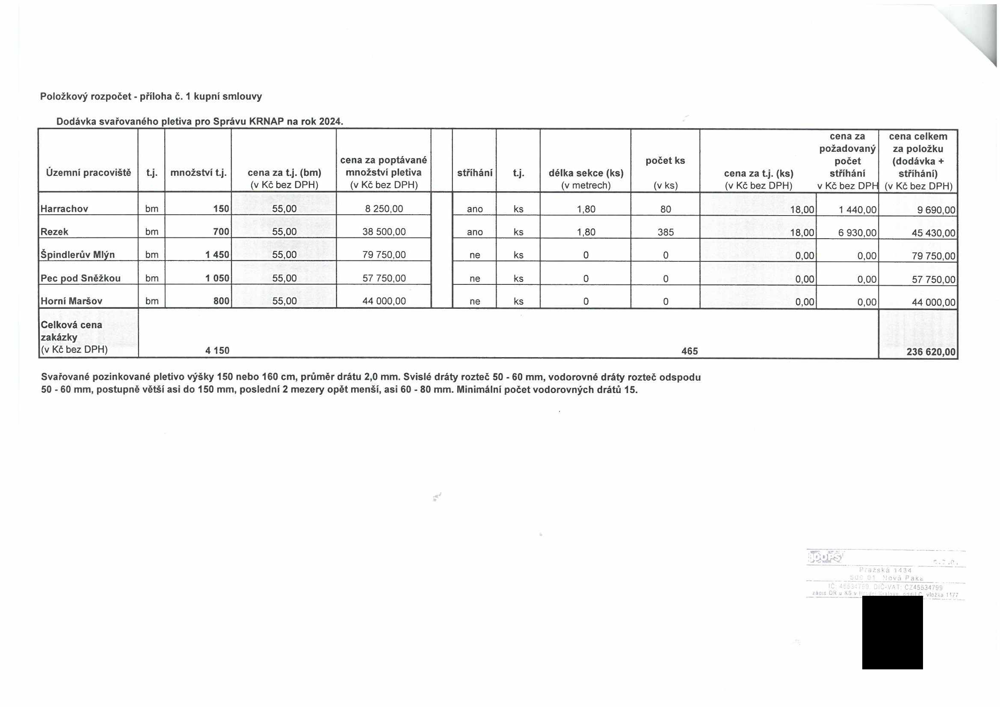 Položkový rozpočet - příloha č. 1 kupní smlouvy
Dodávka svařovaného pletiva pro Správu KRNAP na rok 2024.
Územní pracoviště t.j. množství t.j. cena za t.j. (bm) (v Kč bez DPH) cena za poptávané množství pletiva (v Kč bez DPH) stříhání t.j. délka sekce (ks) (v metrech) počet ks (v ks) cena za t.j. (ks) (v Kč bez DPH) cena za požadovaný počet stříhání v Kč bez DPH cena celkem za položku (dodávka + stříhání) (v Kč bez DPH)
Harrachov bm 150 55,00 8 250,00 ano ks 1,80 80 18,00 1 440,00 9 690,00
Rezek bm 700 55,00 38 500,00 ano ks 1,80 385 18,00 6 930,00 45 430,00
Špindlerův Mlýn bm 1 450 55,00 79 750,00 ne ks 0 0 0,00 0,00 79 750,00
Pec pod Sněžkou bm 1 050 55,00 57 750,00 ne ks 0 0 0,00 0,00 57 750,00
Horní Maršov bm 800 55,00 44 000,00 ne ks 0 0 0,00 0,00 44 000,00
Celková cena
zakázky
(v Kč bez DPH) 4 150 465 236 620,00
Svařované pozinkované pletivo výšky 150 nebo 160 cm, průměr drátu 2,0 mm. Svislé dráty rozteč 50 - 60 mm, vodorovné dráty rozteč odspodu
50 - 60 mm, postupně větší asi do 150 mm, poslední 2 mezery opět menší, asi 60 - 80 mm. Minimální počet vodorovných drátů 15.
Pražská 1434
Nová Paka
IČ: 45534799 DIČ-VAT: CZ45534799
zápis OR u KS v Hradci Králové, oddíl C, vložka 1177